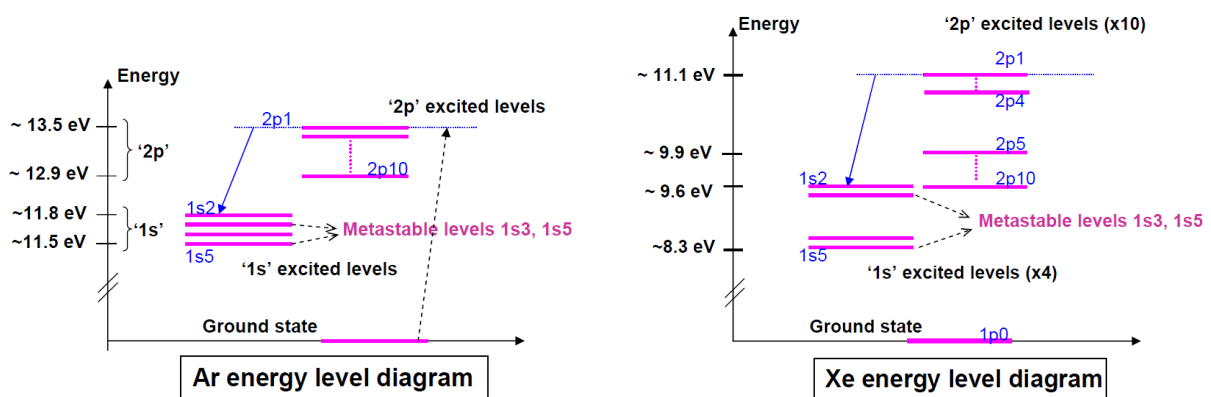 Energy
~ 13.5 eV
'2p'
~ 12.9 eV
~11.8 eV
'1s'
~11.5 eV
2p1
'2p' excited levels
2p10
1s2
Metastable levels 1s3, 1s5
1s5
'1s' excited levels
Ground state
Ar energy level diagram
Energy
'2p' excited levels (x10)
~ 11.1 eV
2p1
2p4
~ 9.9 eV
2p5
~ 9.6 eV
1s2
2p10
Metastable levels 1s3, 1s5
~8.3 eV
1s5
'1s' excited levels (x4)
Ground state
1p0
Xe energy level diagram